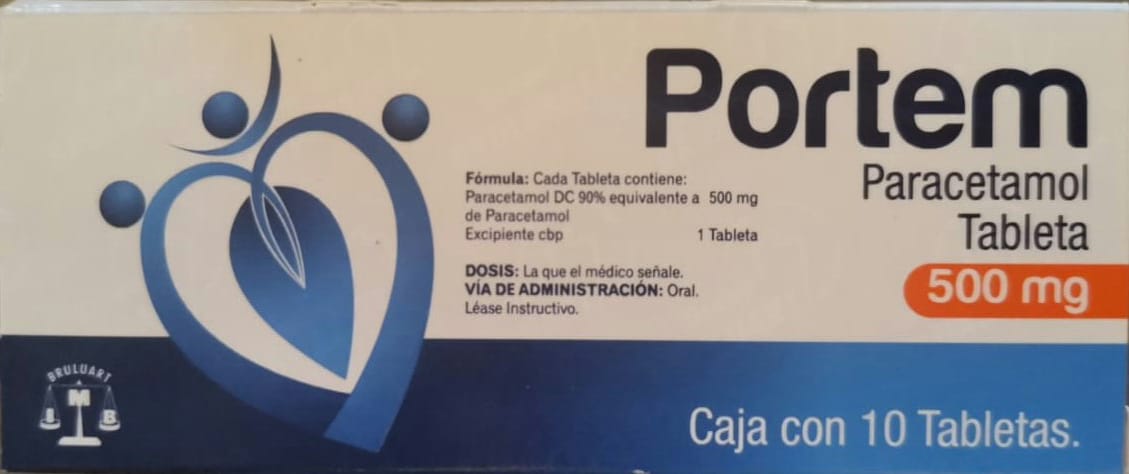 Portem
Paracetamol
Tableta
500 mg
Fórmula: Cada Tableta contiene:
Paracetamol DC 90% equivalente a 500 mg
de Paracetamol
Excipiente cbp 1 Tableta
DOSIS: La que el médico señale.
VÍA DE ADMINISTRACIÓN: Oral.
Léase Instructivo.
BRULUART
L M B
Caja con 10 Tabletas.